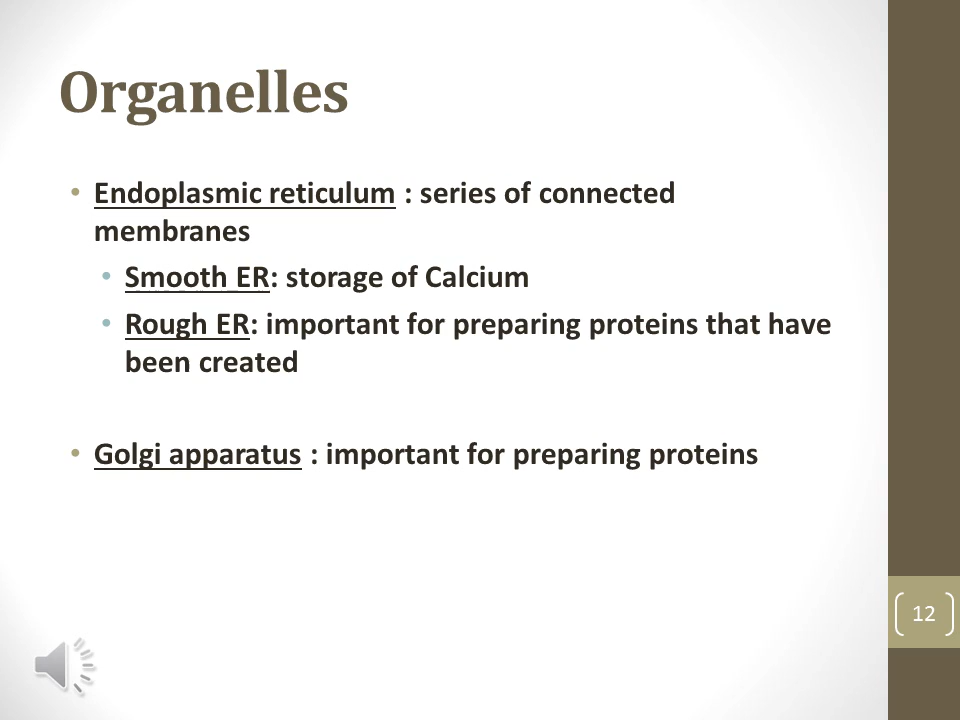 Organelles
• Endoplasmic reticulum : series of connected
membranes
• Smooth ER: storage of Calcium
• Rough ER: important for preparing proteins that have
been created
• Golgi apparatus : important for preparing proteins
12